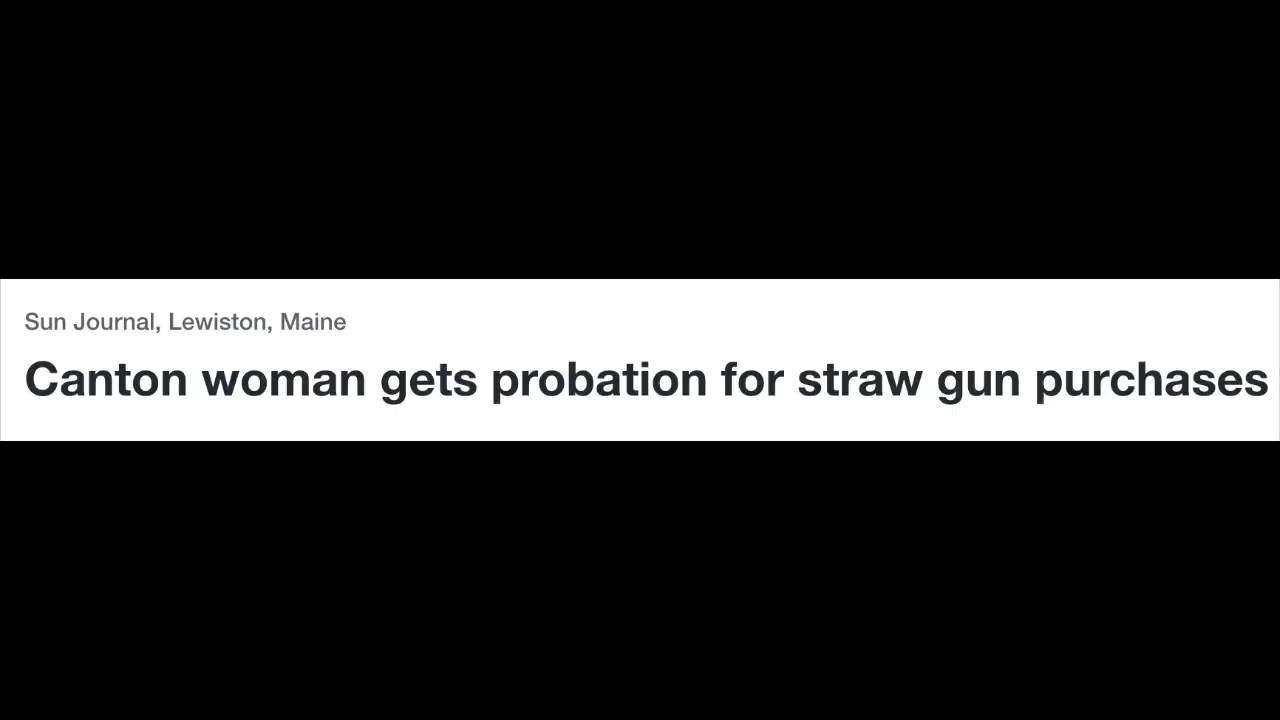 Sun Journal, Lewiston, Maine
Canton woman gets probation for straw gun purchases